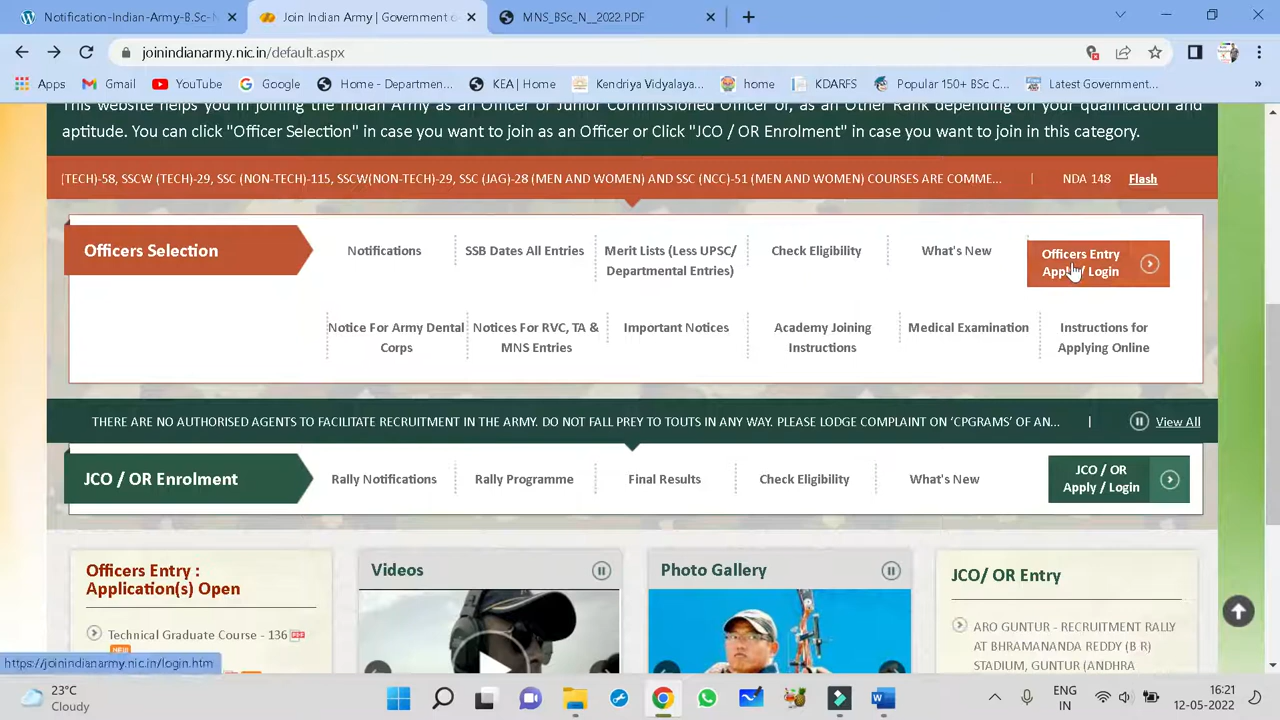 Notification B.Sc N
Join Indian Army.
MNS_BSc_N__2022.PDF
joinindianarmy.nic.in/default.aspx
Apps
Gmail
YouTube
Google
Home - Departmen...
KEA | Home
Kendriya Vidyalaya...
home
KDARFS
Popular 150+ BSc C...
Latest Government...
This website helps you in joining the Indian Army as an Officer or Junior Commissioned Officer or, as an Other Rank depending on your qualification and
aptitude. You can click "Officer Selection" in case you want to join as an Officer or Click "JCO / OR Enrolment" in case you want to join in this category.
(TECH)-58, SSCW (TECH)-29, SSC (NON-TECH)-115, SSCW(NON-TECH)-29, SSC (JAG)-28 (MEN AND WOMEN) AND SSC (NCC)-51 (MEN AND WOMEN) COURSES ARE COMME... | NDA 148 Flash
Officers Selection
Notifications
SSB Dates All Entries
Merit Lists (Less UPSC/
Departmental Entries)
Check Eligibility
What's New
Officers Entry
Apply / Login
Notice For Army Dental
Corps
Notices For RVC, TA &
MNS Entries
Important Notices
Academy Joining
Instructions
Medical Examination
Instructions for
Applying Online
THERE ARE NO AUTHORISED AGENTS TO FACILITATE RECRUITMENT IN THE ARMY. DO NOT FALL PREY TO TOUTS IN ANY WAY. PLEASE LODGE COMPLAINT ON ‘CPGRAMS’ OF AN... | View All
JCO / OR Enrolment
Rally Notifications
Rally Programme
Final Results
Check Eligibility
What's New
JCO / OR
Apply / Login
Officers Entry :
Application(s) Open
Technical Graduate Course - 136
NEW
Videos
Photo Gallery
JCO/ OR Entry
ARO GUNTUR - RECRUITMENT RALLY
AT BHRAMANANDA REDDY (B R)
STADIUM, GUNTUR (ANDHRA
https://joinindianarmy.nic.in/login.htm
23°C
Cloudy
ENG
IN
16:21
12-05-2022